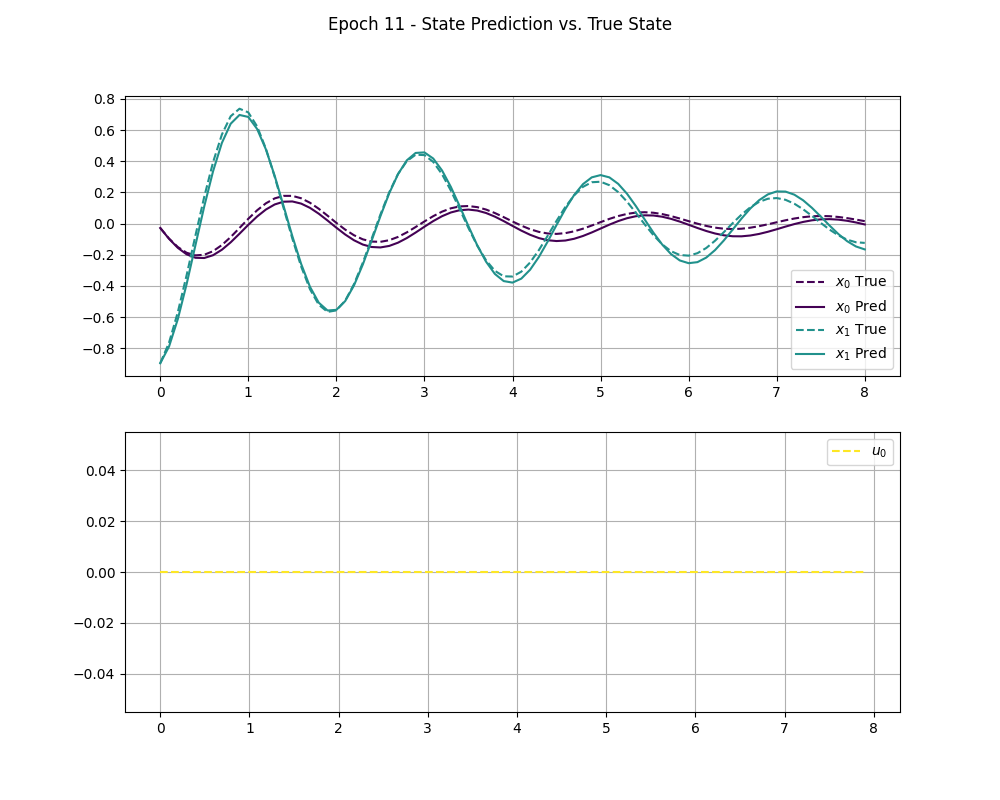 Epoch 11 - State Prediction vs. True State
0.8
0.6
0.4
0.2
0.0
−0.2
−0.4
−0.6
−0.8
x₀ True
x₀ Pred
x₁ True
x₁ Pred
0 1 2 3 4 5 6 7 8
u₀
0.04
0.02
0.00
−0.02
−0.04
0 1 2 3 4 5 6 7 8